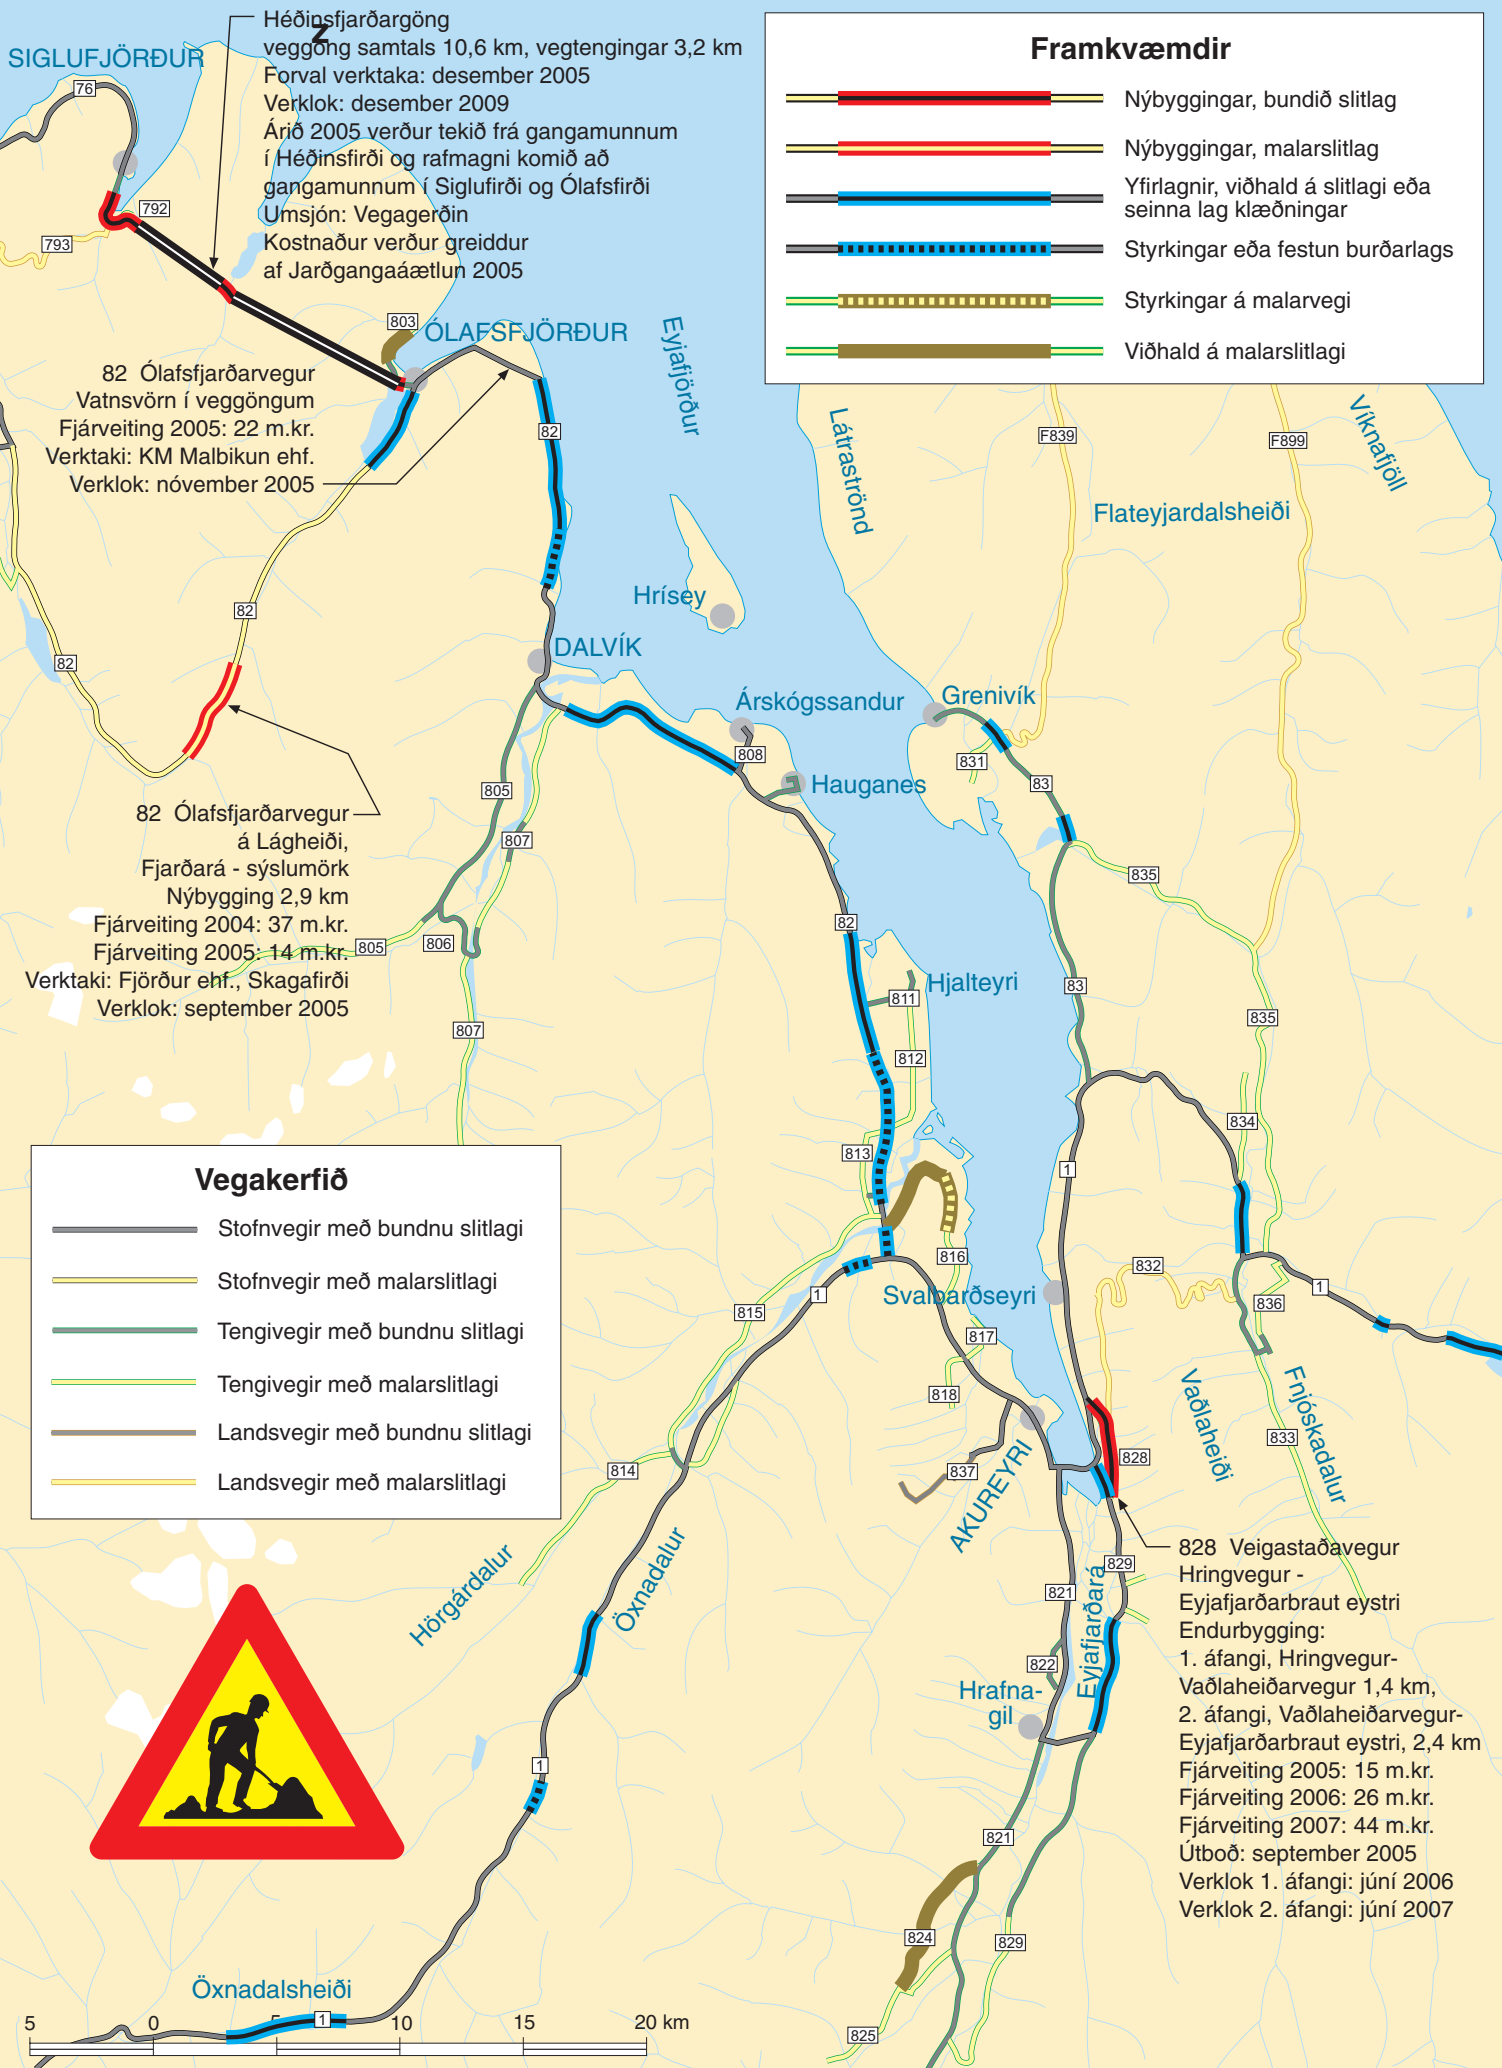 Héðinsfjarðargöng
veggöng samtals 10,6 km, vegtengingar 3,2 km
Forval verktaka: desember 2005
Verklok: desember 2009
Árið 2005 verður tekið frá gangamunnum
í Héðinsfirði og rafmagni komið að
gangamunnum í Siglufirði og Ólafsfirði
Umsjón: Vegagerðin
Kostnaður verður greiddur
af Jarðgangaáætlun 2005
z
Framkvæmdir
Nýbyggingar, bundið slitlag
Nýbyggingar, malarslitlag
Yfirlagnir, viðhald á slitlagi eða
seinna lag klæðningar
Styrkingar eða festun burðarlags
Styrkingar á malarvegi
Viðhald á malarslitlagi
SIGLUFJÖRÐUR
76
792
793
803
ÓLAFSFJÖRÐUR
Eyjafjörður
82 Ólafsfjarðarvegur
Vatnsvörn í veggöngum
Fjárveiting 2005: 22 m.kr.
Verktaki: KM Malbikun ehf.
Verklok: nóvember 2005
82
Látraströnd
F839
F899
Víknafjöll
Flateyjardalsheiði
Hrísey
82
82
DALVÍK
Árskógssandur
Grenivík
808
831
83
Hauganes
805
807
82 Ólafsfjarðarvegur
á Lágheiði,
Fjarðará - sýslumörk
Nýbygging 2,9 km
Fjárveiting 2004: 37 m.kr.
Fjárveiting 2005: 14 m.kr.
Verktaki: Fjörður ehf., Skagafirði
Verklok: september 2005
805
806
807
835
82
Hjalteyri
811
83
835
812
813
834
1
Vegakerfið
Stofnvegir með bundnu slitlagi
Stofnvegir með malarslitlagi
Tengivegir með bundnu slitlagi
Tengivegir með malarslitlagi
Landsvegir með bundnu slitlagi
Landsvegir með malarslitlagi
816
832
1
Svalbarðseyri
1
836
815
817
818
Vaðlaheiði
Fnjóskadalur
833
814
837
828
AKUREYRI
Hörgárdalur
Öxnadalur
829
821
Eyjafjarðará
822
Hrafna-
gil
828 Veigastaðavegur
Hringvegur -
Eyjafjarðarbraut eystri
Endurbygging:
1. áfangi, Hringvegur-
Vaðlaheiðarvegur 1,4 km,
2. áfangi, Vaðlaheiðarvegur-
Eyjafjarðarbraut eystri, 2,4 km
Fjárveiting 2005: 15 m.kr.
Fjárveiting 2006: 26 m.kr.
Fjárveiting 2007: 44 m.kr.
Útboð: september 2005
Verklok 1. áfangi: júní 2006
Verklok 2. áfangi: júní 2007
1
821
824
829
825
Öxnadalsheiði
1
5 0 5 10 15 20 km